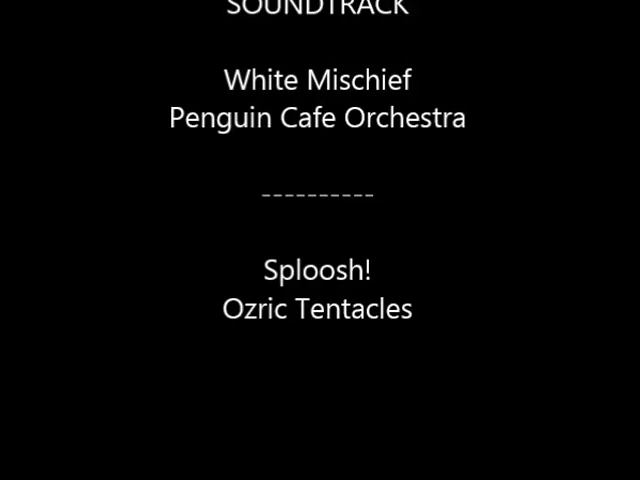 SOUNDTRACK
White Mischief
Penguin Cafe Orchestra
----------
Sploosh!
Ozric Tentacles